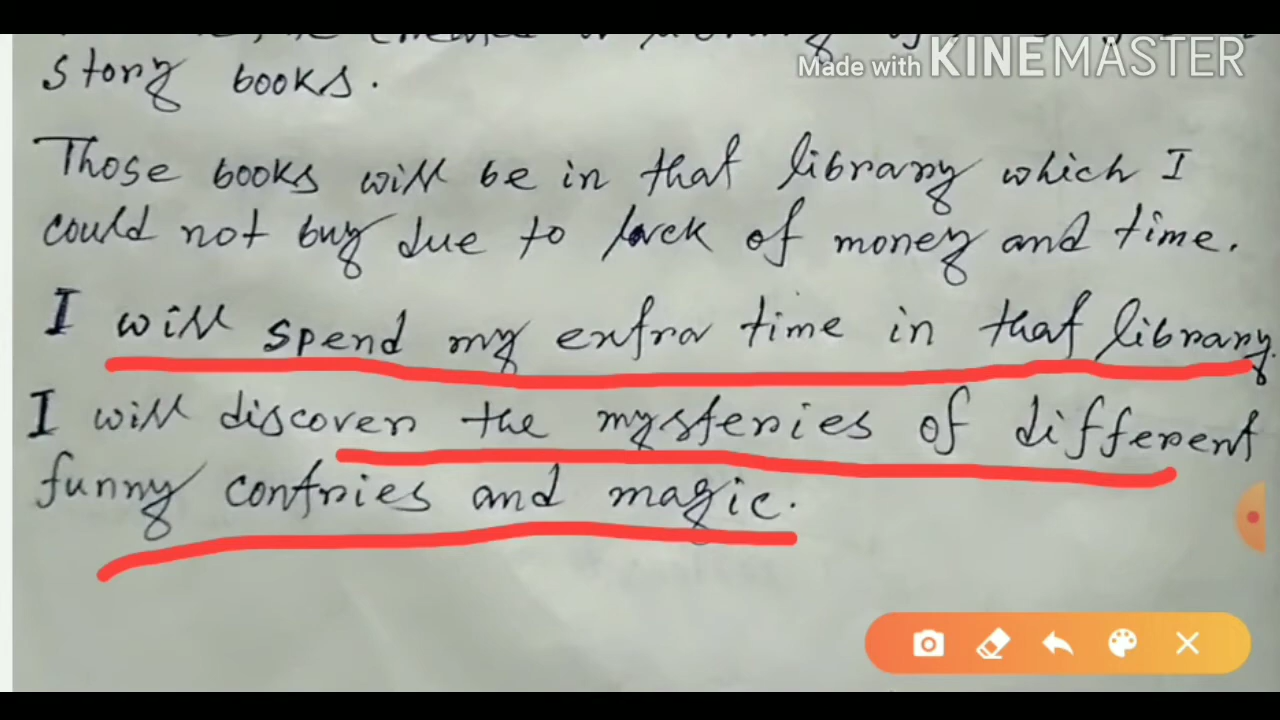 library
story books.
Made with KINEMASTER
Those books will be in that library which I
could not buy due to lack of money and time.
I will spend my extra time in that library.
I will discover the mysteries of different
funny contries and magic.